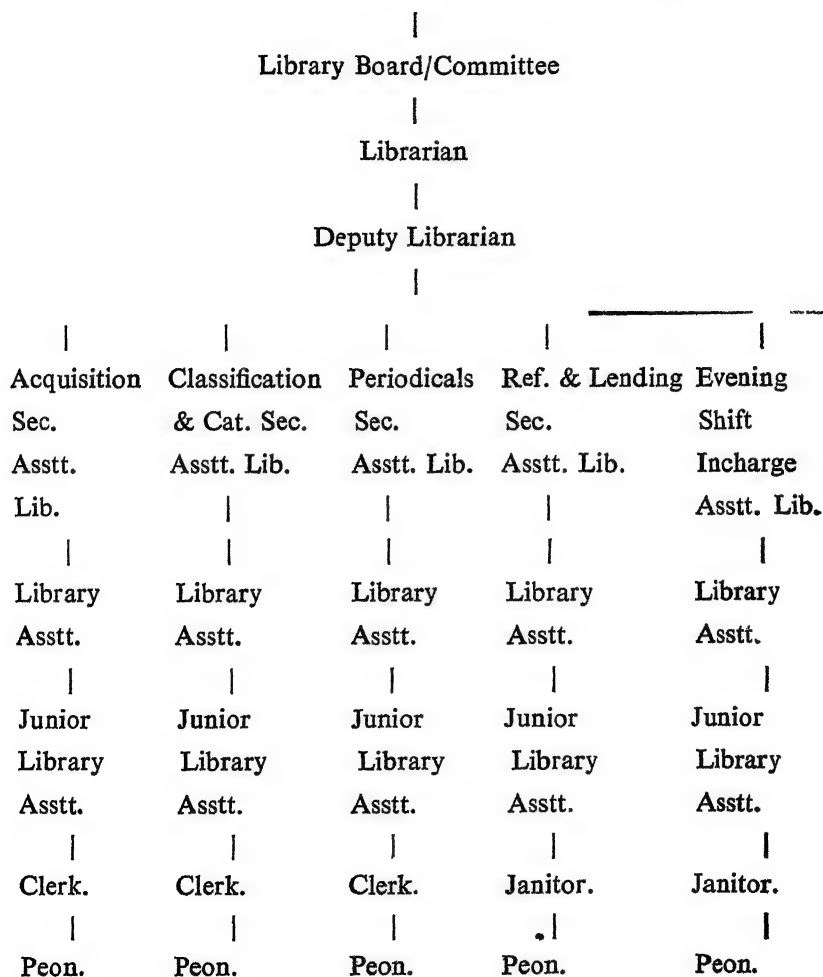 Library Board/Committee
Librarian
Deputy Librarian
Acquisition Classification Periodicals Ref. & Lending Evening
Sec. & Cat. Sec. Sec. Sec. Shift
Asstt. Asstt. Lib. Asstt. Lib. Asstt. Lib. Incharge
Lib. Asstt. Lib.
Library Library Library Library Library
Asstt. Asstt. Asstt. Asstt. Asstt.
Junior Junior Junior Junior Junior
Library Library Library Library Library
Asstt. Asstt. Asstt. Asstt. Asstt.
Clerk. Clerk. Clerk. Janitor. Janitor.
Peon. Peon. Peon. Peon. Peon.